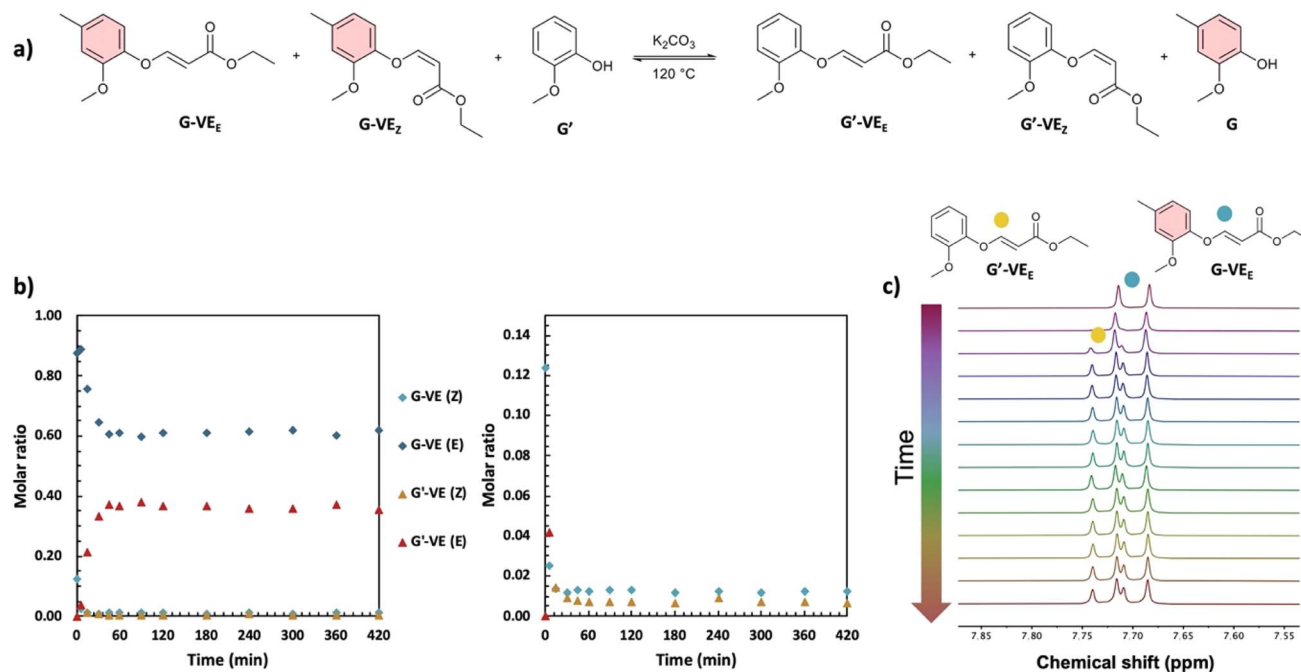 a)
O
O
O
O
+
O
O
O
O
+
OH
O
K₂CO₃
120 °C
O
O
O
O
+
O
O
O
O
+
OH
O
G-VE_E
G-VE_Z
G'
G'-VE_E
G'-VE_Z
G
O
O
O
O
G'-VE_E
O
O
O
O
G-VE_E
b)
Molar ratio
1.00
0.80
0.60
0.40
0.20
0.00
0 60 120 180 240 300 360 420
Time (min)
G-VE (Z)
G-VE (E)
G'-VE (Z)
G'-VE (E)
Molar ratio
0.14
0.12
0.10
0.08
0.06
0.04
0.02
0.00
0 60 120 180 240 300 360 420
Time (min)
c)
Time
7.85 7.75 7.70 7.65 7.60 7.55
Chemical shift (ppm)